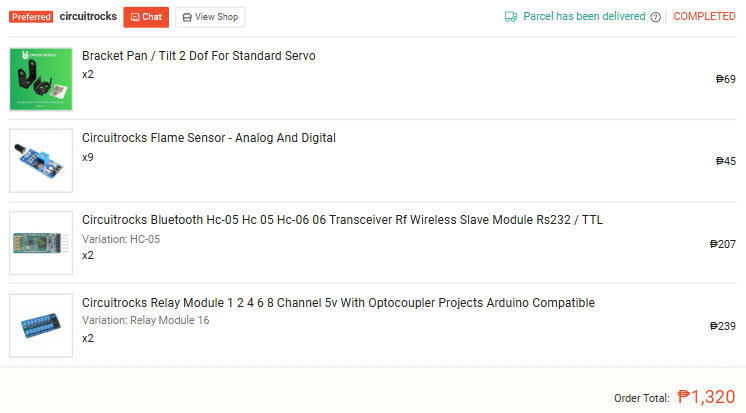 Preferred circuitrocks Chat View Shop Parcel has been delivered ? | COMPLETED
Bracket Pan / Tilt 2 Dof For Standard Servo
x2
₱69
Circuitrocks Flame Sensor - Analog And Digital
x9
₱45
Circuitrocks Bluetooth Hc-05 Hc 05 Hc-06 06 Transceiver Rf Wireless Slave Module Rs232 / TTL
Variation: HC-05
x2
₱207
Circuitrocks Relay Module 1 2 4 6 8 Channel 5v With Optocoupler Projects Arduino Compatible
Variation: Relay Module 16
x2
₱239
Order Total: ₱1,320